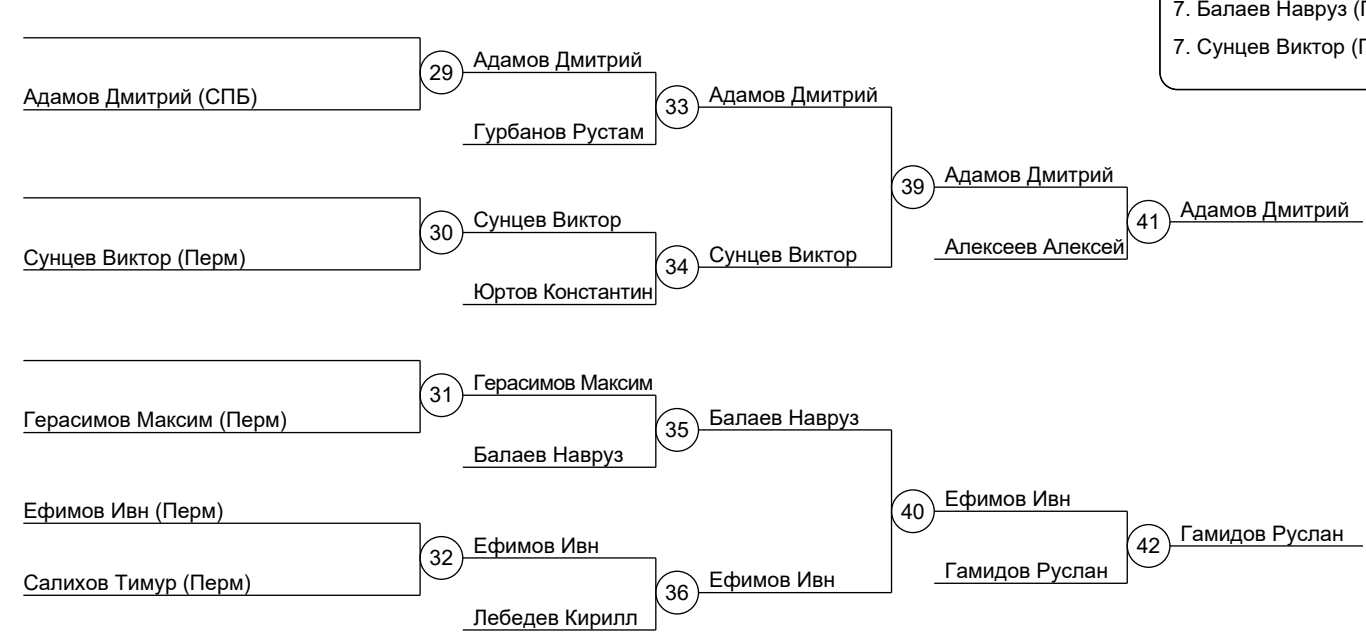 7. Балаев Навруз (
7. Сунцев Виктор (
29
Адамов Дмитрий
Адамов Дмитрий (СПБ)
33
Адамов Дмитрий
Гурбанов Рустам
39
Адамов Дмитрий
41
Адамов Дмитрий
30
Сунцев Виктор
Сунцев Виктор (Перм)
34
Сунцев Виктор
Алексеев Алексей
Юртов Константин
31
Герасимов Максим
Герасимов Максим (Перм)
35
Балаев Навруз
Балаев Навруз
40
Ефимов Ивн
Ефимов Ивн (Перм)
42
Гамидов Руслан
32
Ефимов Ивн
Салихов Тимур (Перм)
36
Ефимов Ивн
Гамидов Руслан
Лебедев Кирилл